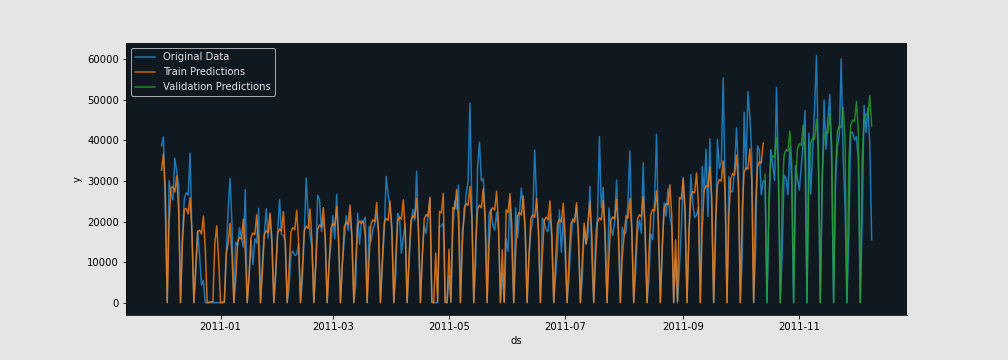 Original Data
Train Predictions
Validation Predictions
60000
50000
40000
30000
20000
10000
0
y
2011-01
2011-03
2011-05
2011-07
2011-09
2011-11
ds